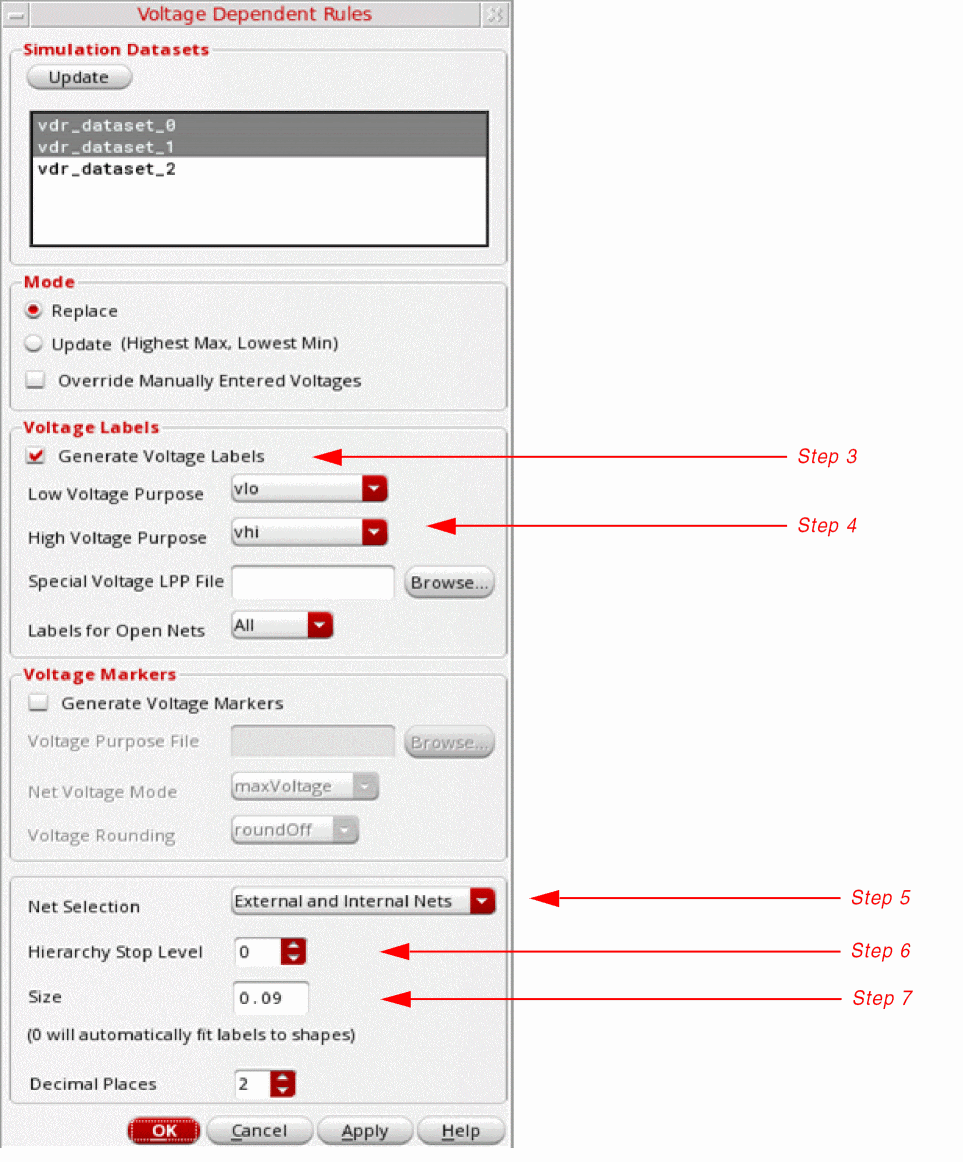 Voltage Dependent Rules
Simulation Datasets
Update
vdr_dataset_0
vdr_dataset_1
vdr_dataset_2
Mode
Replace
Update (Highest Max, Lowest Min)
Override Manually Entered Voltages
Voltage Labels
Generate Voltage Labels
Step 3
Low Voltage Purpose vlo
High Voltage Purpose vhi
Step 4
Special Voltage LPP File Browse...
Labels for Open Nets All
Voltage Markers
Generate Voltage Markers
Voltage Purpose File Browse...
Net Voltage Mode maxVoltage
Voltage Rounding roundOff
Net Selection External and Internal Nets
Step 5
Hierarchy Stop Level 0
Step 6
Size 0.09
Step 7
(0 will automatically fit labels to shapes)
Decimal Places 2
OK Cancel Apply Help